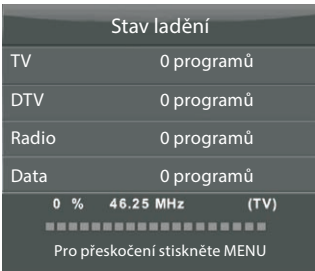 Stav ladění
TV 0 programů
DTV 0 programů
Radio 0 programů
Data 0 programů
0 % 46.25 MHz (TV)
Pro přeskočení stiskněte MENU